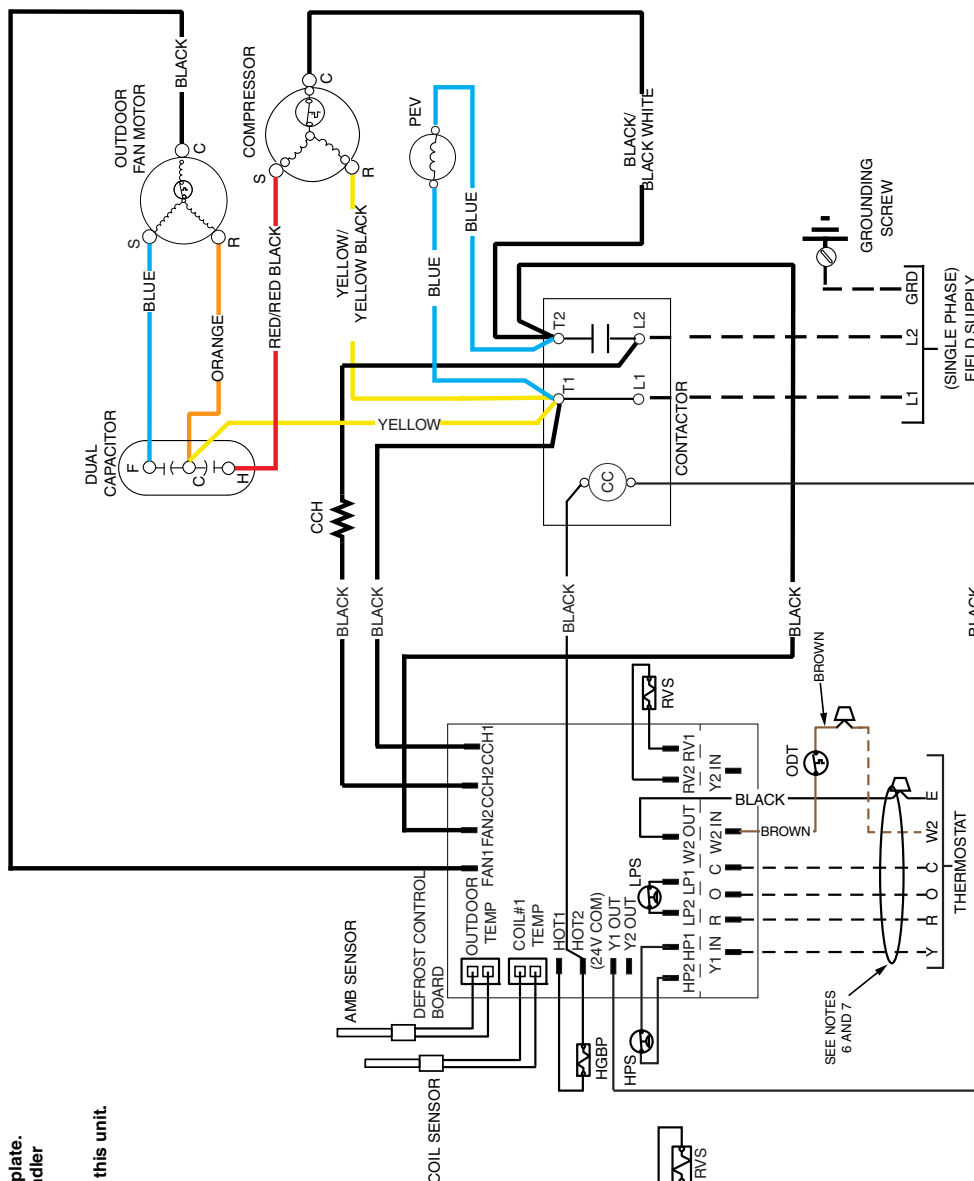 plate.
ndler
this unit.
OUTDOOR
FAN MOTOR
BLACK
C
S
R
BLUE
ORANGE
DUAL
CAPACITOR
F
C
H
COMPRESSOR
C
S
R
RED/RED BLACK
YELLOW/
YELLOW BLACK
YELLOW
PEV
BLUE
BLUE
BLACK/
BLACK WHITE
GROUNDING
SCREW
T2
L2
T1
L1
CC
CONTACTOR
L1
L2
GRD
(SINGLE PHASE)
FIELD SUPPLY
CCH
BLACK
BLACK
BLACK
BLACK
BLACK
AMB SENSOR
COIL SENSOR
DEFROST CONTROL
BOARD
OUTDOOR
TEMP
FAN1
FAN2
CCH2
CCH1
COIL#1
TEMP
HOT1
HOT2
(24V COM)
Y1 OUT
Y2 OUT
HGBP
HPS
LPS
RVS
HP2
HP1
LP2
LP1
W2 OUT
RV2
RV1
Y1 IN
R
O
C
W2 IN
Y2 IN
BLACK
BROWN
BROWN
ODT
SEE NOTES
6 AND 7
Y
R
O
C
W2
E
THERMOSTAT
RVS